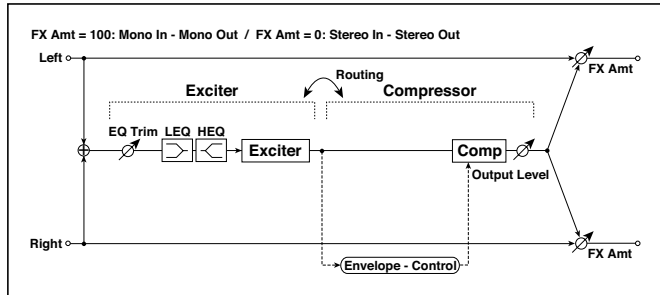 FX Amt = 100: Mono In - Mono Out / FX Amt = 0: Stereo In - Stereo Out
Left
FX Amt
Routing
Exciter
Compressor
EQ Trim
LEQ
HEQ
Exciter
Comp
Output Level
Right
FX Amt
Envelope - Control